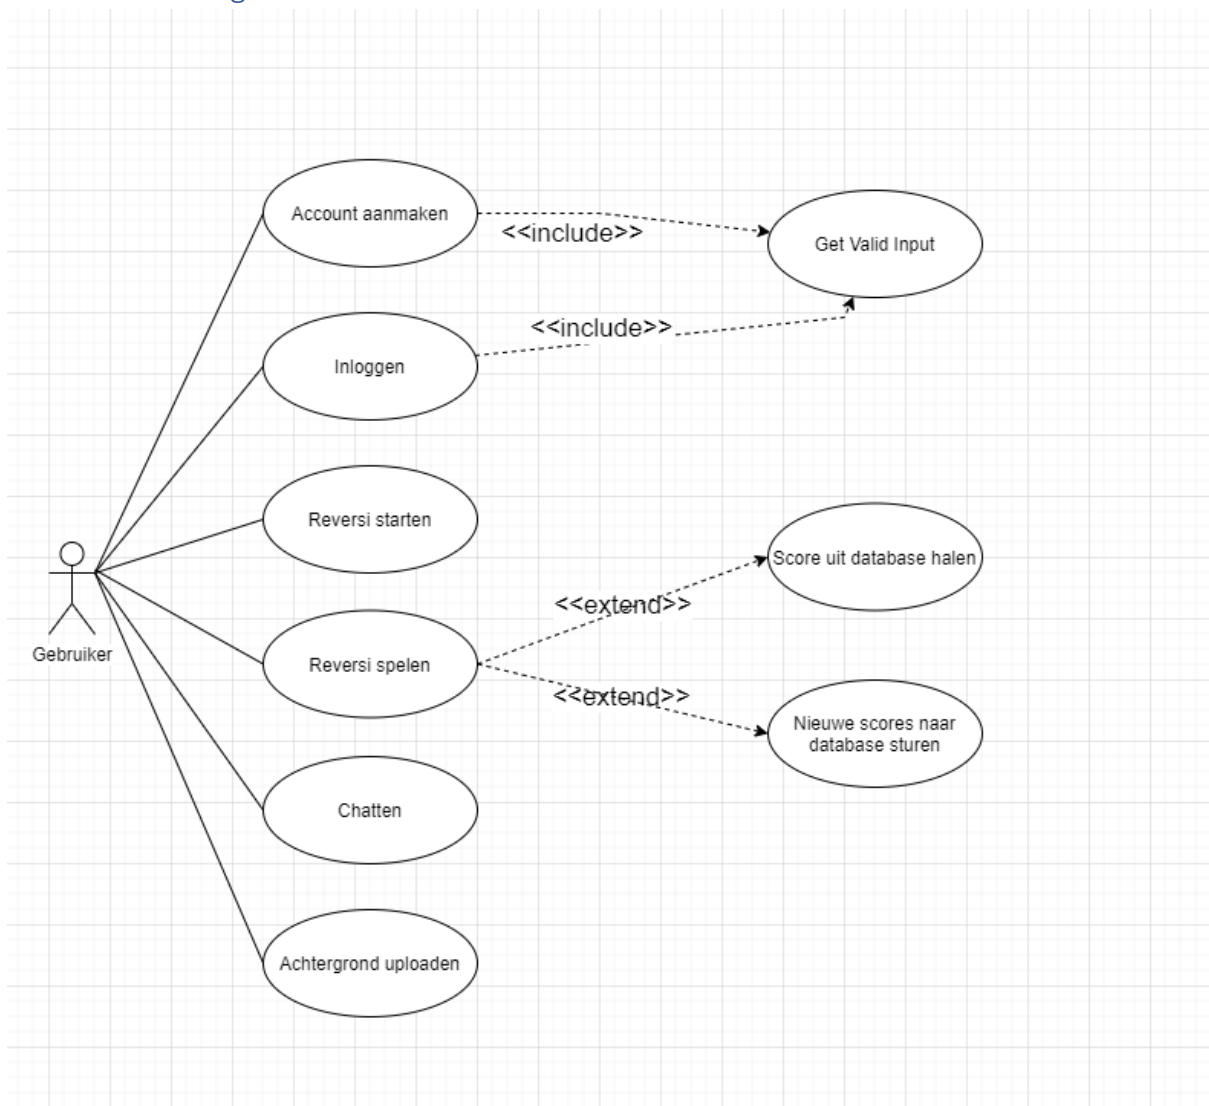 Account aanmaken
<<include>>
Get Valid Input
<<include>>
Inloggen
Reversi starten
Score uit database halen
<<extend>>
Gebruiker
Reversi spelen
<<extend>>
Nieuwe scores naar
database sturen
Chatten
Achtergrond uploaden